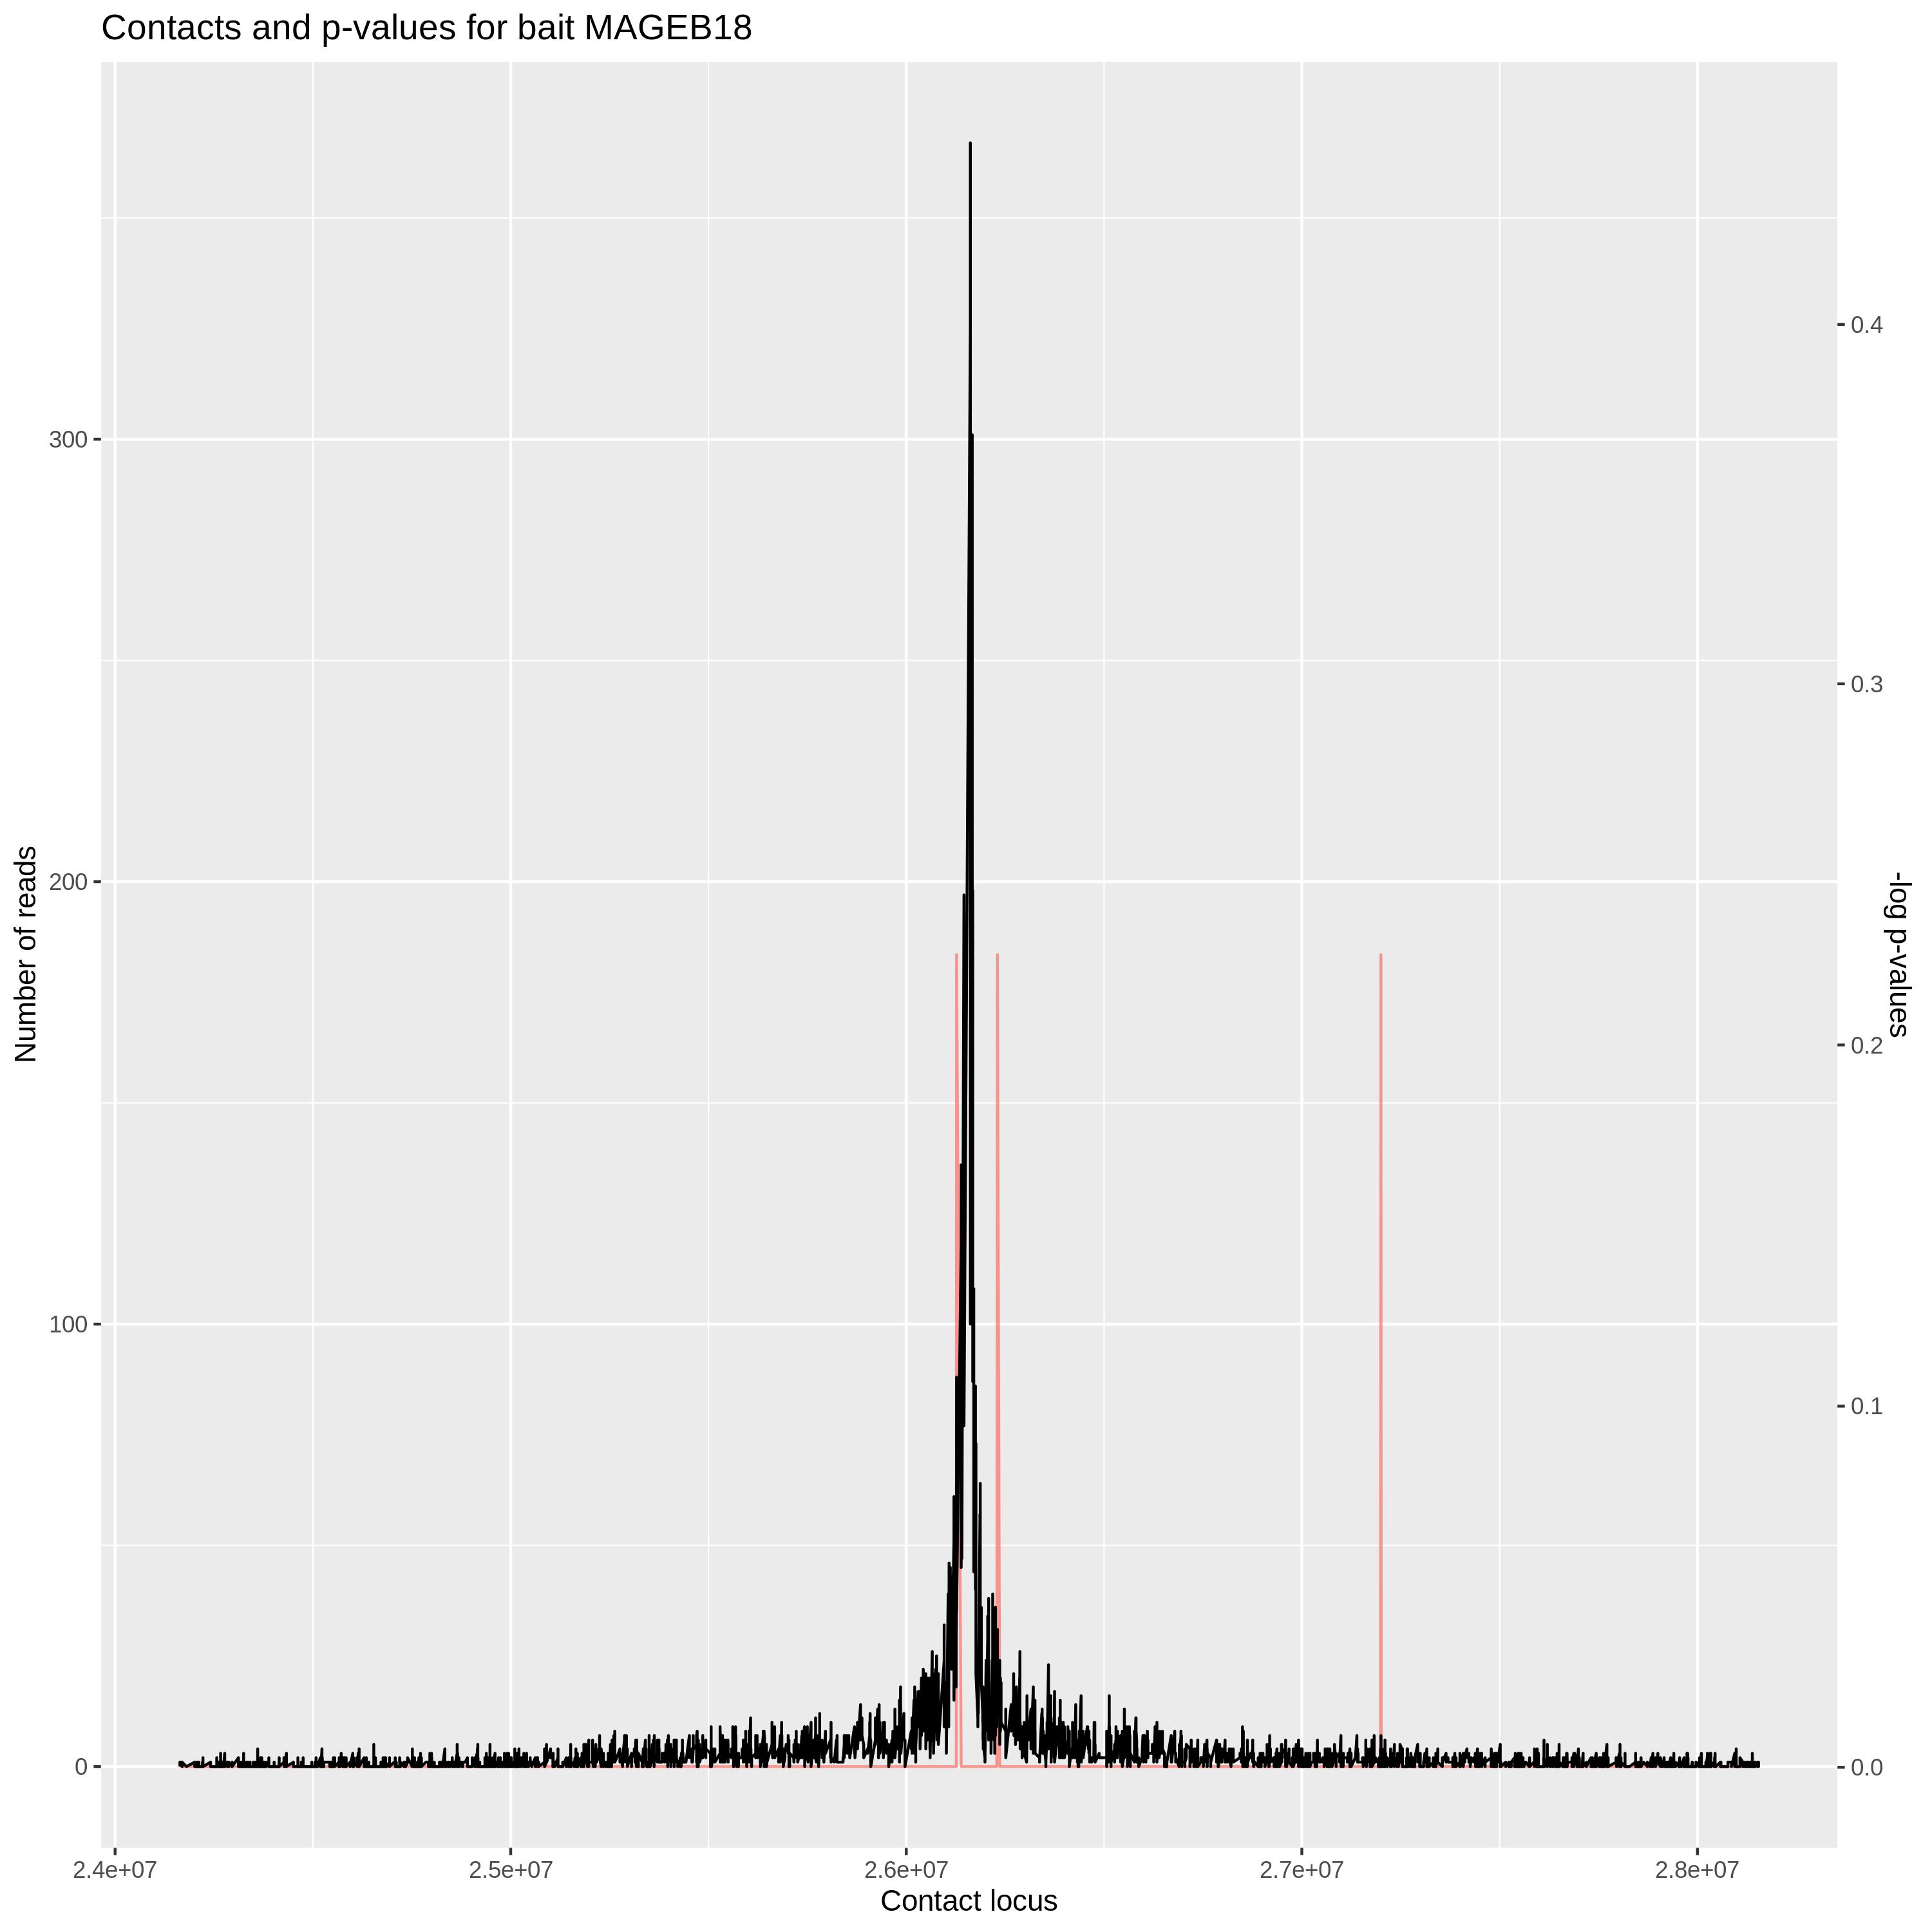 Contacts and p-values for bait MAGEB18
Number of reads
300
200
100
0
0.4
0.3
0.2
0.1
0.0
-log p-values
2.4e+07 2.5e+07 2.6e+07 2.7e+07 2.8e+07
Contact locus